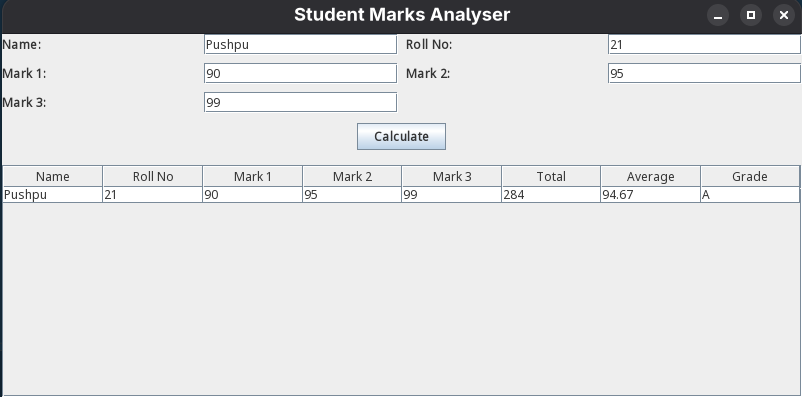 Student Marks Analyser
Name: Pushpu Roll No: 21
Mark 1: 90 Mark 2: 95
Mark 3: 99
Calculate
Name Roll No Mark 1 Mark 2 Mark 3 Total Average Grade
Pushpu 21 90 95 99 284 94.67 A